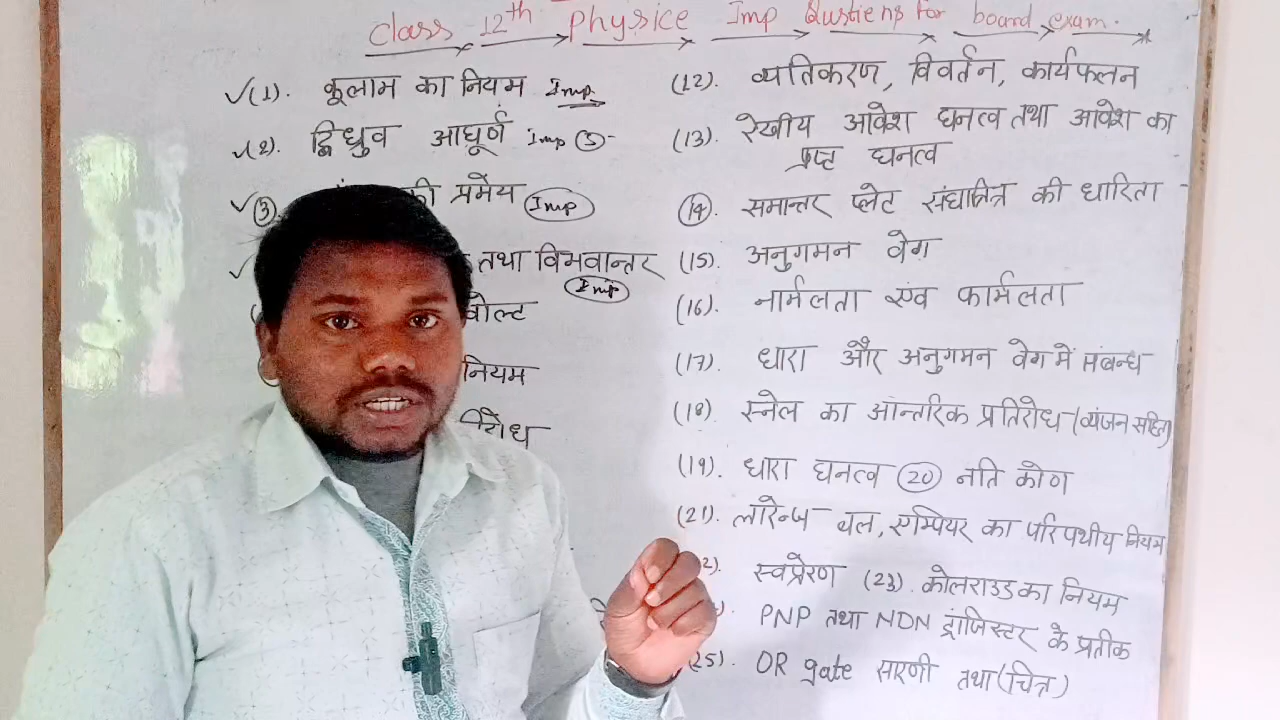 Class 12th Physice Imp Qustiens for board exam.
(1). कूलाम का नियम Imp
(2). द्विध्रुव आघूर्ण Imp (3)
(3). की प्रमेय Imp
तथा विभवान्तर
Imp
वोल्ट
नियम
(12). व्यतिकरण, विवर्तन, कार्यफलन
(13). रेखीय आवेश घनत्व तथा आवेश का
प्रष्ट घनत्व
(14). समान्तर प्लेट संधारित्र की धारिता
(15). अनुगमन वेग
(16). नार्मलता एंव कार्मलता
(17). धारा और अनुगमन वेग में संबन्ध
(18). स्नेल का आन्तरिक प्रतिरोध (व्यंजन सहित)
(19). धारा घनत्व (20) नति कोण
(21). लोरेन्ज बल, एम्पियर का परिपथीय नियम
2). स्वप्रेरण (23). कोलराउड का नियम
). PNP तथा NDN ट्रांजिस्टर के प्रतीक
(25). OR gate सारणी तथा (चित्र)